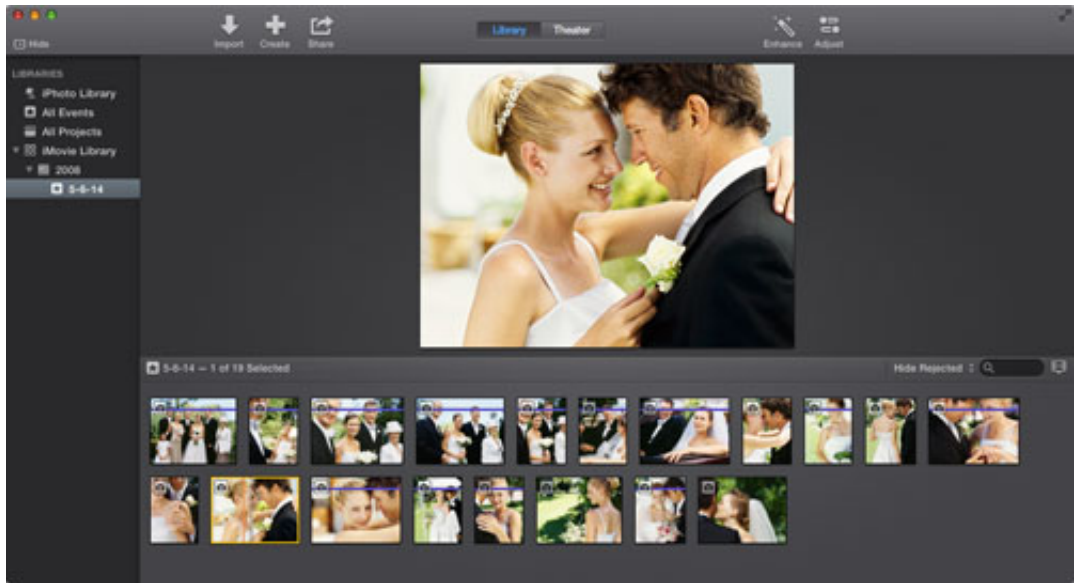 Hide
Import Create Share
Library Theater
Enhance Adjust
LIBRARIES
iPhoto Library
All Events
All Projects
iMovie Library
2008
5-6-14
5-6-14 — 1 of 19 Selected
Hide Rejected